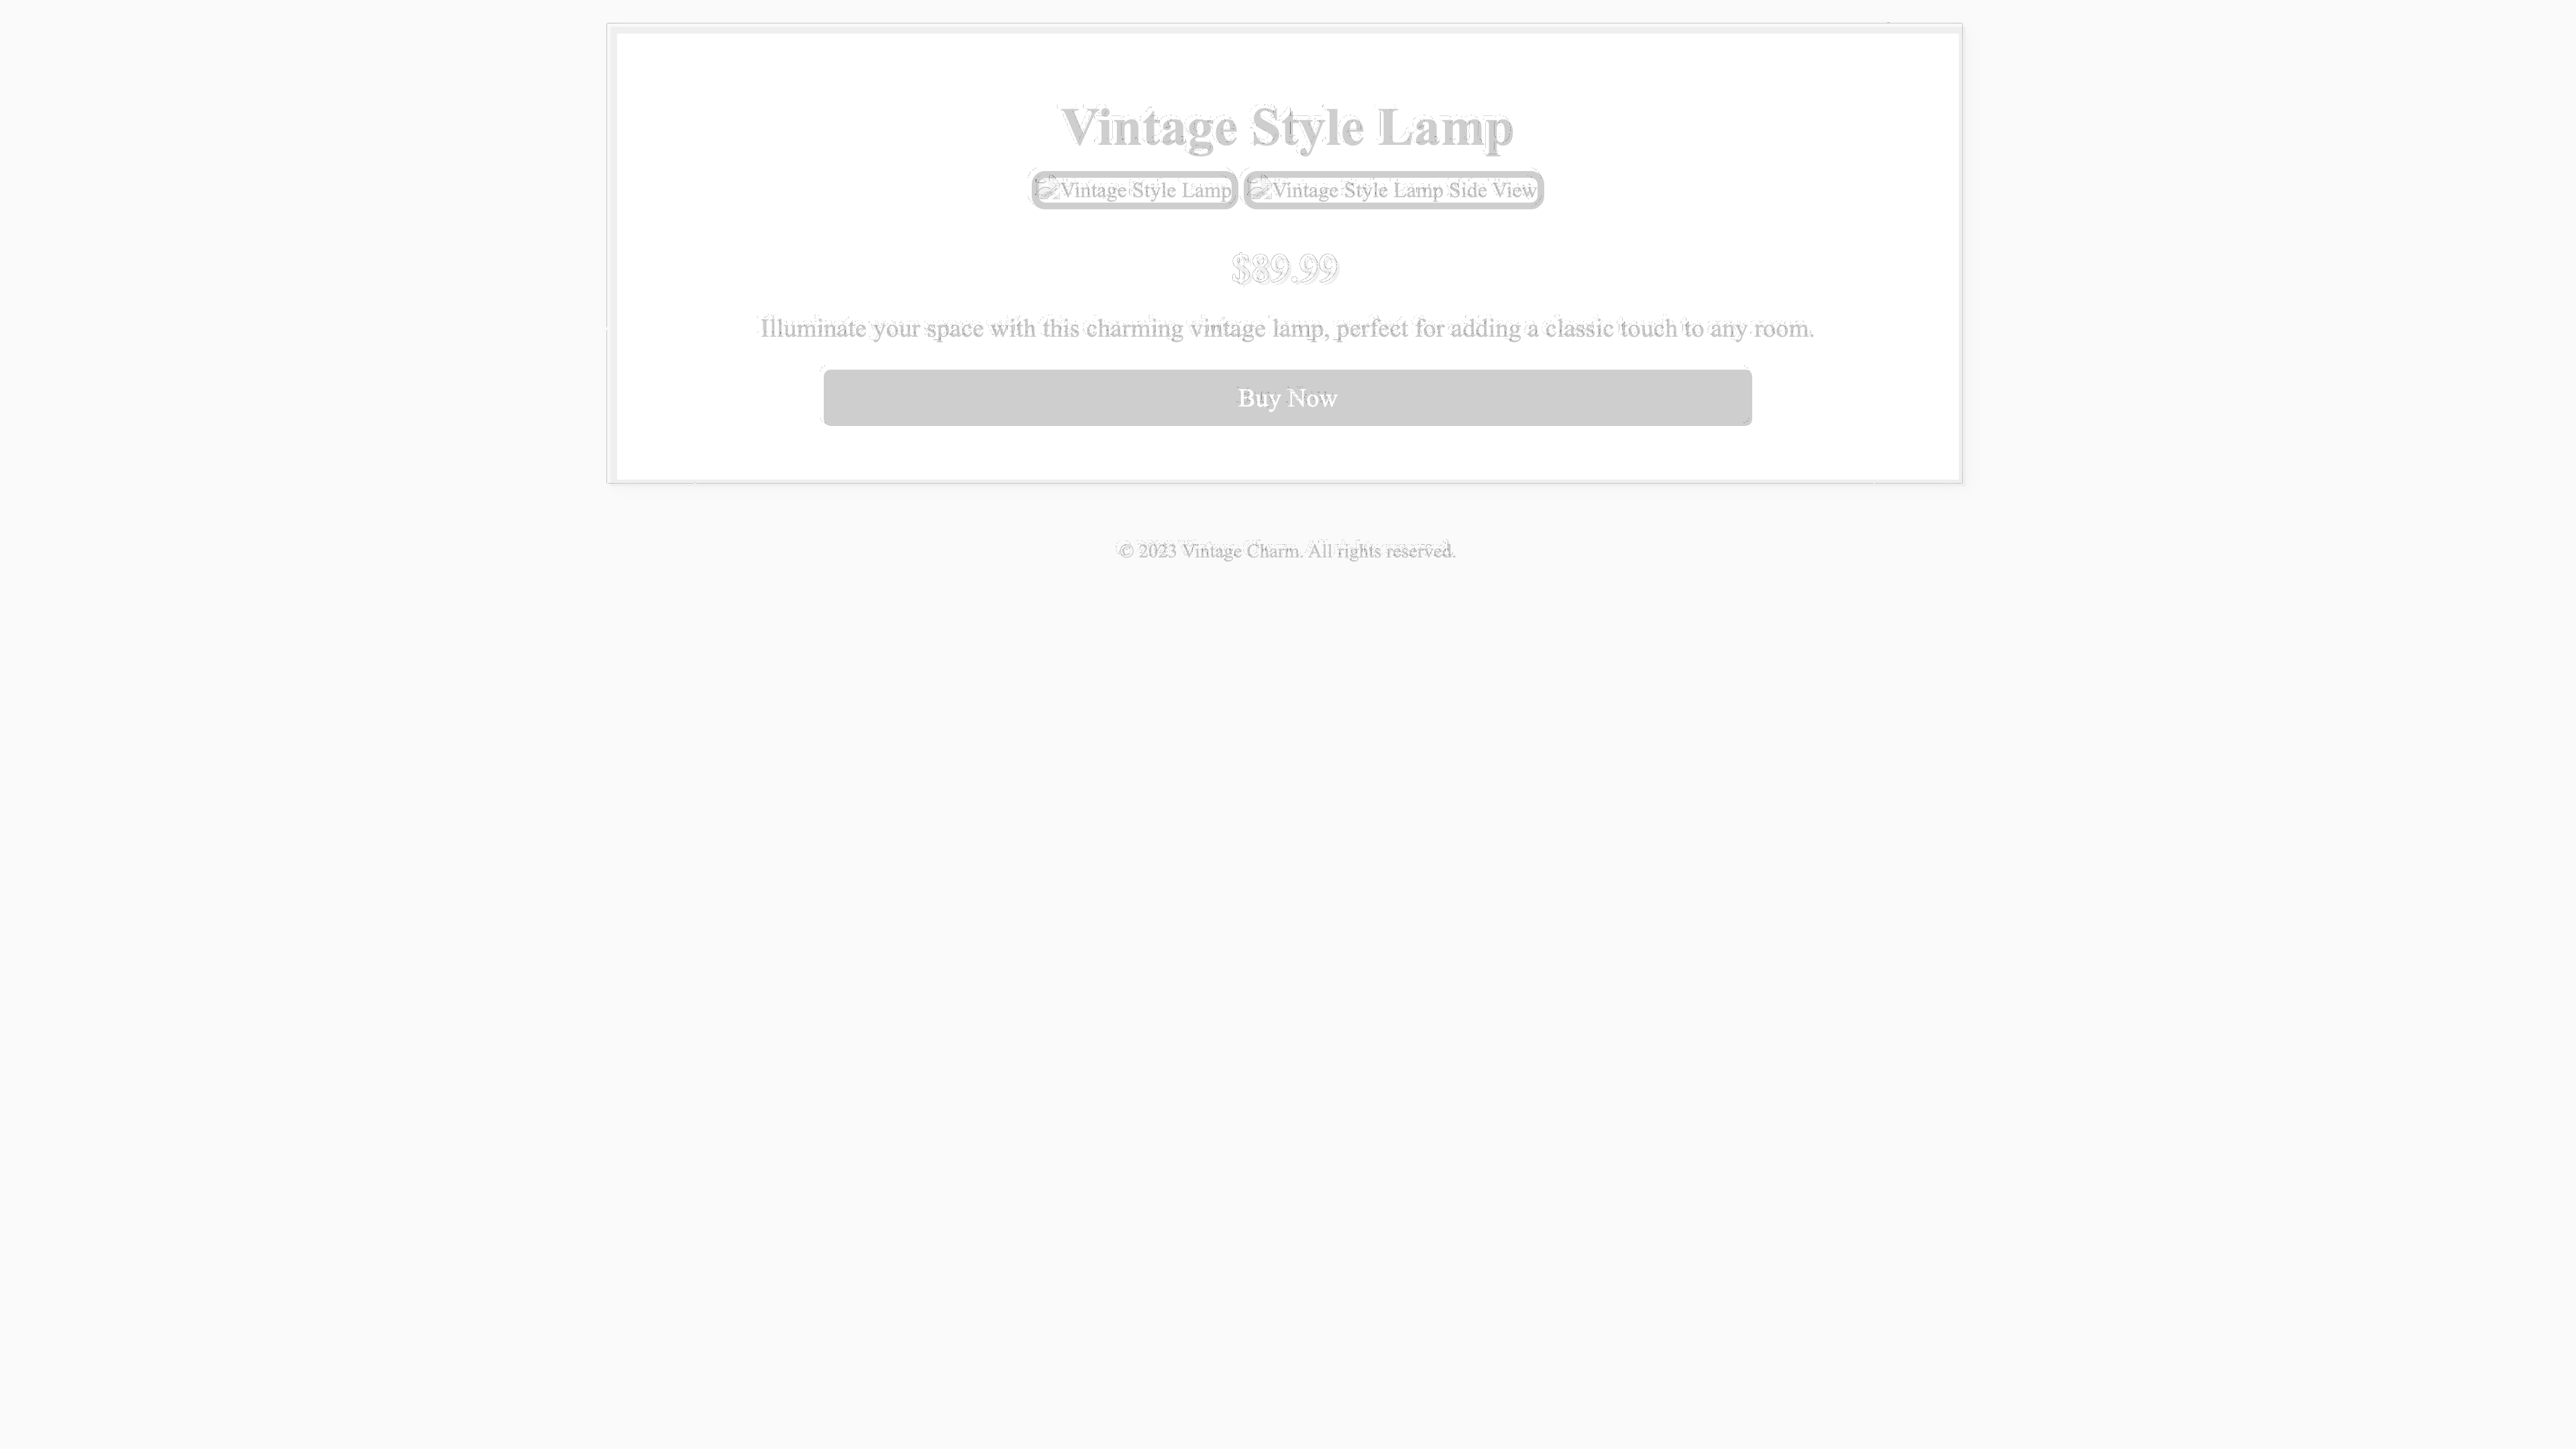 Vintage Style Lamp
Vintage Style Lamp Vintage Style Lamp Side View
$89.99
Illuminate your space with this charming vintage lamp, perfect for adding a classic touch to any room.
Buy Now
© 2023 Vintage Charm. All rights reserved.